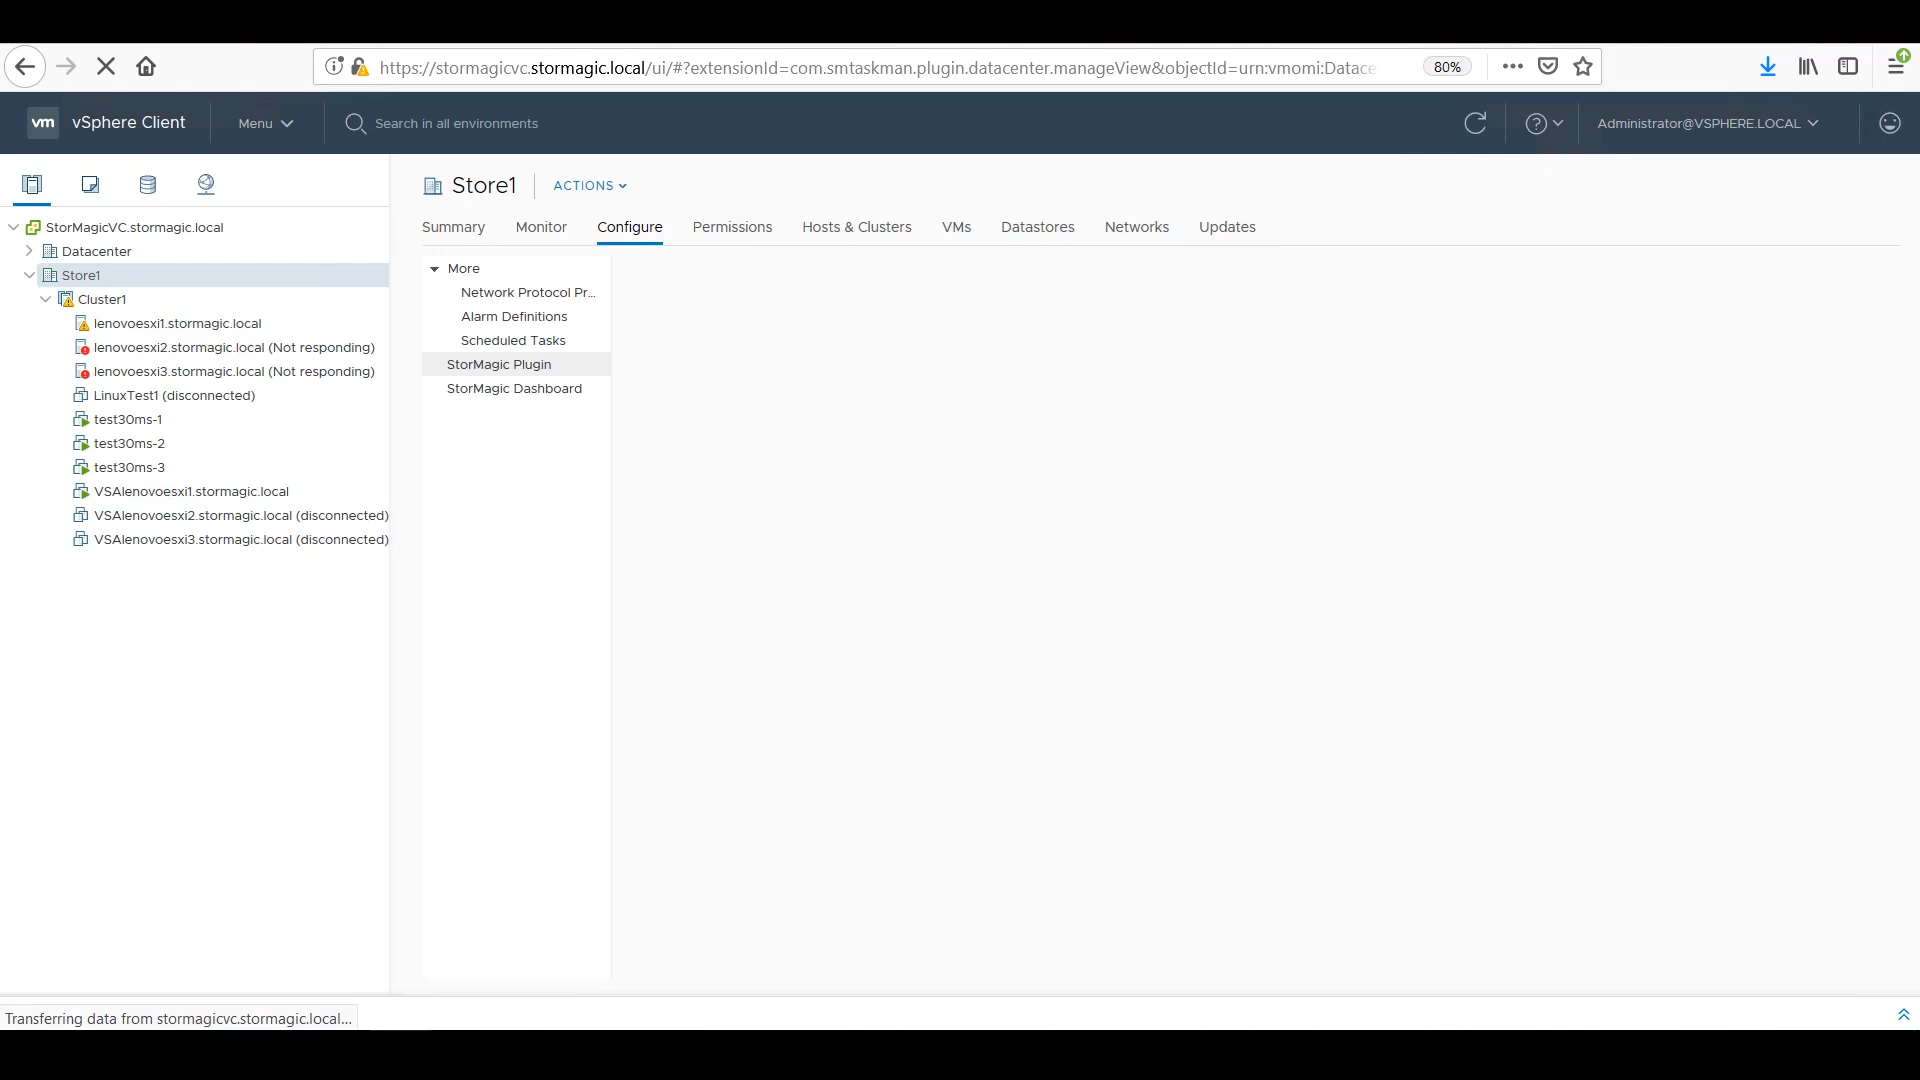 https://stormagicvc.stormagic.local/ui/#?extensionId=com.smtaskman.plugin.datacenter.manageView&objectId=urn:vmomi:Datace
80%
vm vSphere Client
Menu
Search in all environments
Administrator@VSPHERE.LOCAL
Store1
ACTIONS
Summary Monitor Configure Permissions Hosts & Clusters VMs Datastores Networks Updates
StorMagicVC.stormagic.local
Datacenter
Store1
Cluster1
lenovoesxi1.stormagic.local
lenovoesxi2.stormagic.local (Not responding)
lenovoesxi3.stormagic.local (Not responding)
LinuxTest1 (disconnected)
test30ms-1
test30ms-2
test30ms-3
VSAlenovoesxi1.stormagic.local
VSAlenovoesxi2.stormagic.local (disconnected)
VSAlenovoesxi3.stormagic.local (disconnected)
More
Network Protocol Pr...
Alarm Definitions
Scheduled Tasks
StorMagic Plugin
StorMagic Dashboard
Transferring data from stormagicvc.stormagic.local...